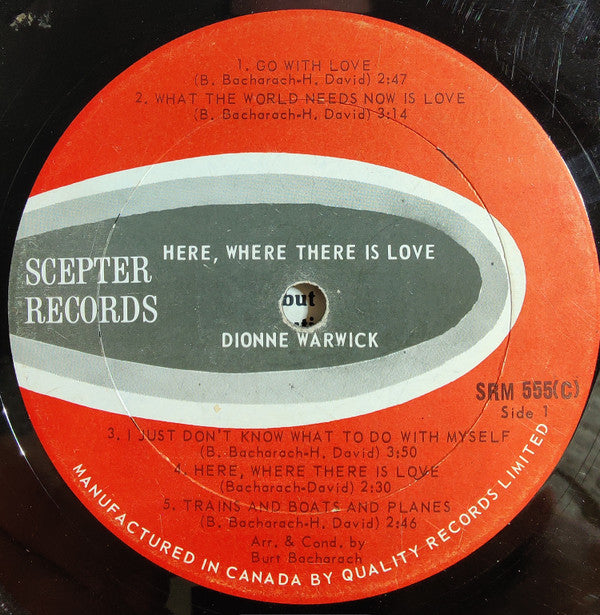 1. GO WITH LOVE
(B. Bacharach-H. David) 2:47
2. WHAT THE WORLD NEEDS NOW IS LOVE
(B. Bacharach-H. David) 3:14
HERE, WHERE THERE IS LOVE
SCEPTER
RECORDS
but
DIONNE WARWICK
SRM 555(C)
Side 1
3. I JUST DON'T KNOW WHAT TO DO WITH MYSELF
(B. Bacharach-H. David) 3:50
4. HERE, WHERE THERE IS LOVE
(Bacharach-David) 2:30
5. TRAINS AND BOATS AND PLANES
(B. Bacharach-H. David) 2:46
Arr. & Cond. by
Burt Bacharach
MANUFACTURED IN CANADA BY QUALITY RECORDS LIMITED